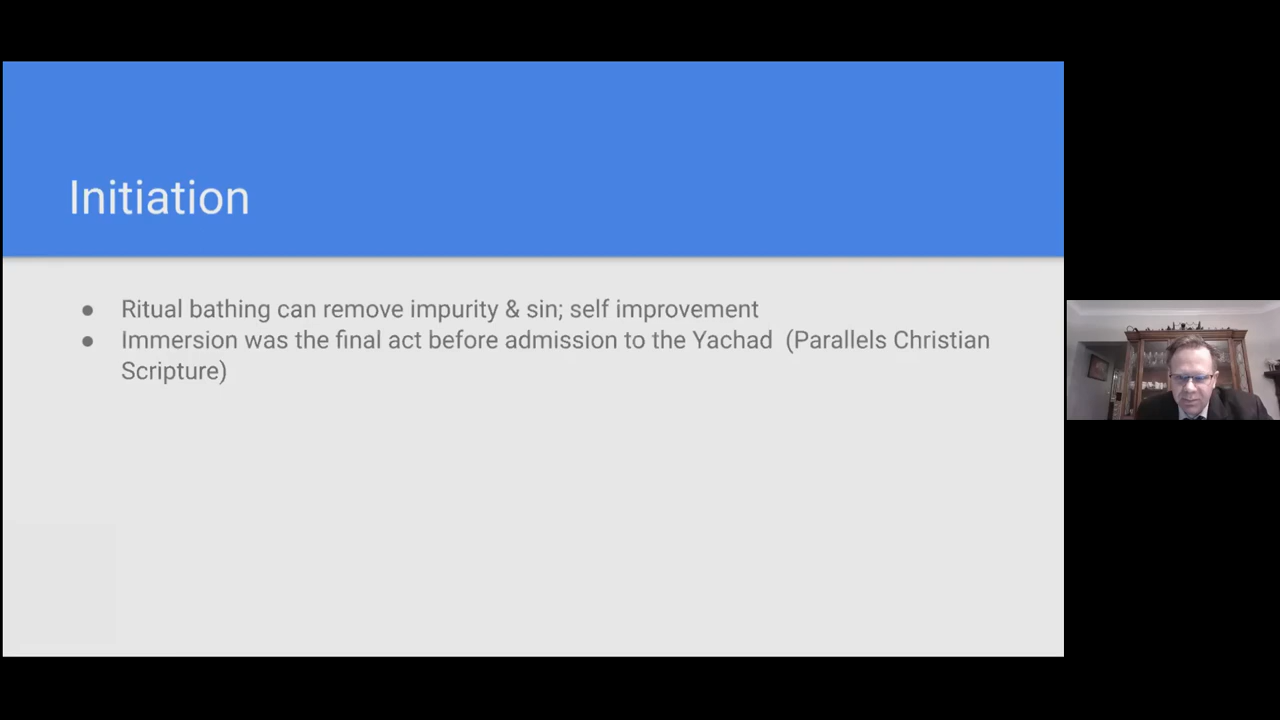 Initiation
● Ritual bathing can remove impurity & sin; self improvement
● Immersion was the final act before admission to the Yachad  (Parallels Christian
Scripture)